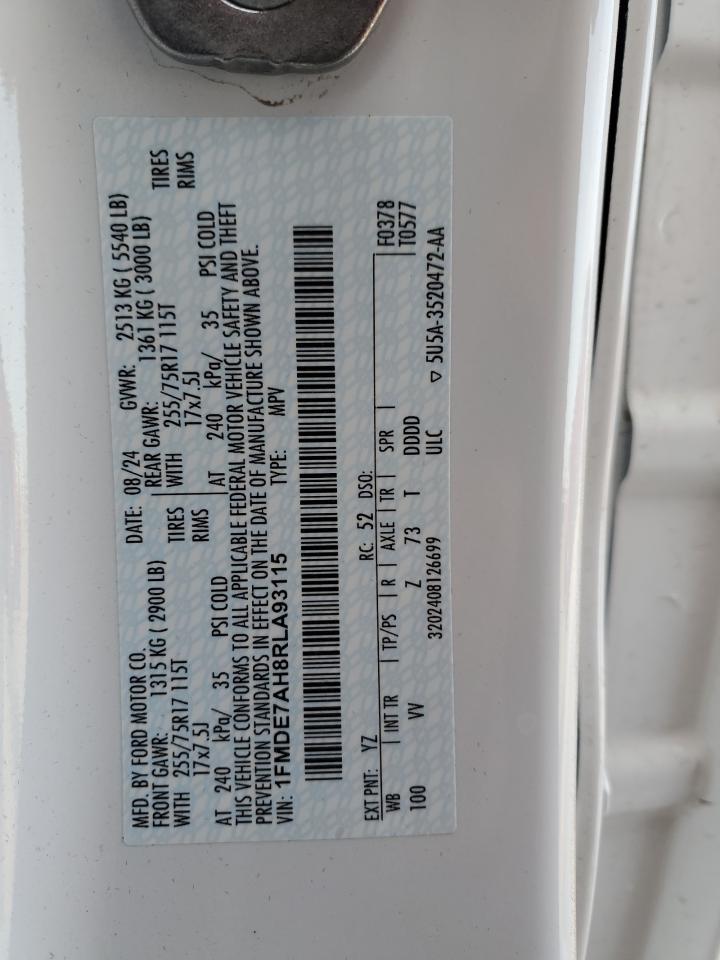 MFD. BY FORD MOTOR CO.
DATE: 08/24 GVWR: 2513 KG ( 5540 LB)
FRONT GAWR: 1315 KG ( 2900 LB) REAR GAWR: 1361 KG ( 3000 LB)
WITH 255/75R17 115T TIRES WITH 255/75R17 115T TIRES
17x7.5J RIMS 17x7.5J RIMS
AT 240 kPa/ 35 PSI COLD AT 240 kPa/ 35 PSI COLD
THIS VEHICLE CONFORMS TO ALL APPLICABLE FEDERAL MOTOR VEHICLE SAFETY AND THEFT
PREVENTION STANDARDS IN EFFECT ON THE DATE OF MANUFACTURE SHOWN ABOVE.
VIN: 1FMDE7AH8RLA93115 TYPE: MPV
EXT PNT: YZ RC: 52 DSO: F0378
WB INT TR TP/PS R AXLE TR SPR T0577
100 VV Z 73 T DDDD
3202408126699 ULC ▽ 5U5A-3520472-AA